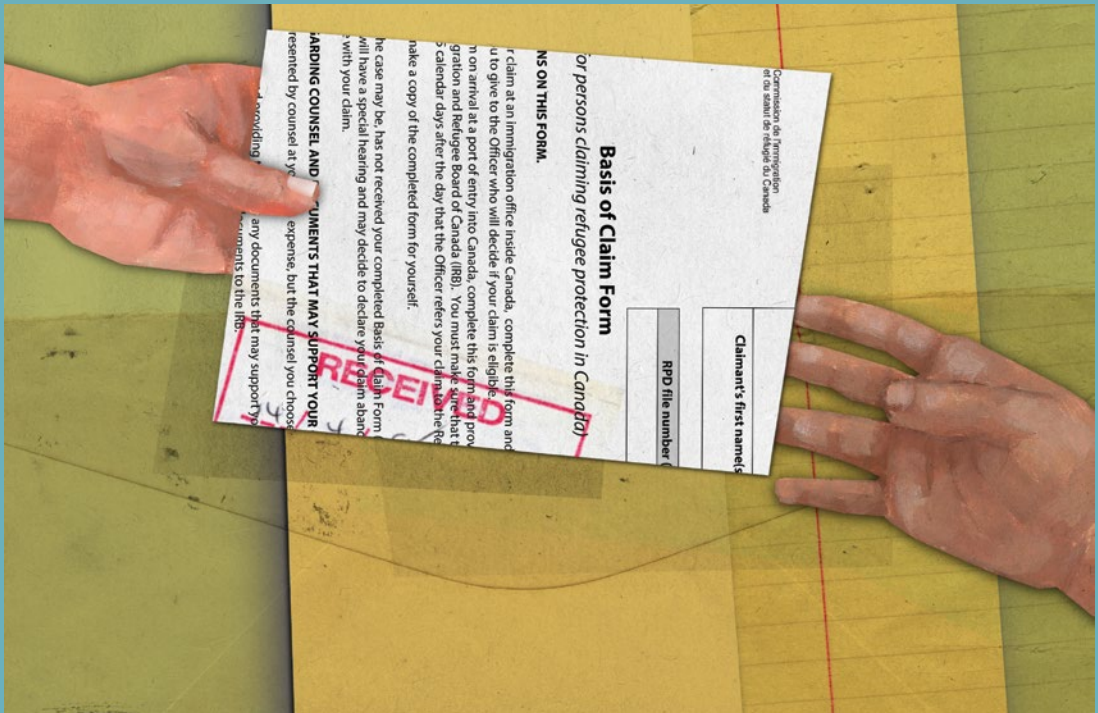 Commission de l'immigration
et du statut de réfugié du Canada
Claimant's first name(s
RPD file number (
Basis of Claim Form
or persons claiming refugee protection in Canada)
NS ON THIS FORM.
r claim at an immigration office inside Canada, complete this form and
u to give to the Officer who will decide if your claim is eligible.
m on arrival at a port of entry into Canada, complete this form and prov
gration and Refugee Board of Canada (IRB). You must make sure that t
5 calendar days after the day that the Officer refers your claim to the Re
make a copy of the completed form for yourself.
he case may be, has not received your completed Basis of Claim Form
will have a special hearing and may decide to declare your claim aband
with your claim.
GARDING COUNSEL AND UMENTS THAT MAY SUPPORT YOUR
resented by counsel at expense, but the counsel you choose
providing any documents that may support
cuments to the IRB.
RECEIVED